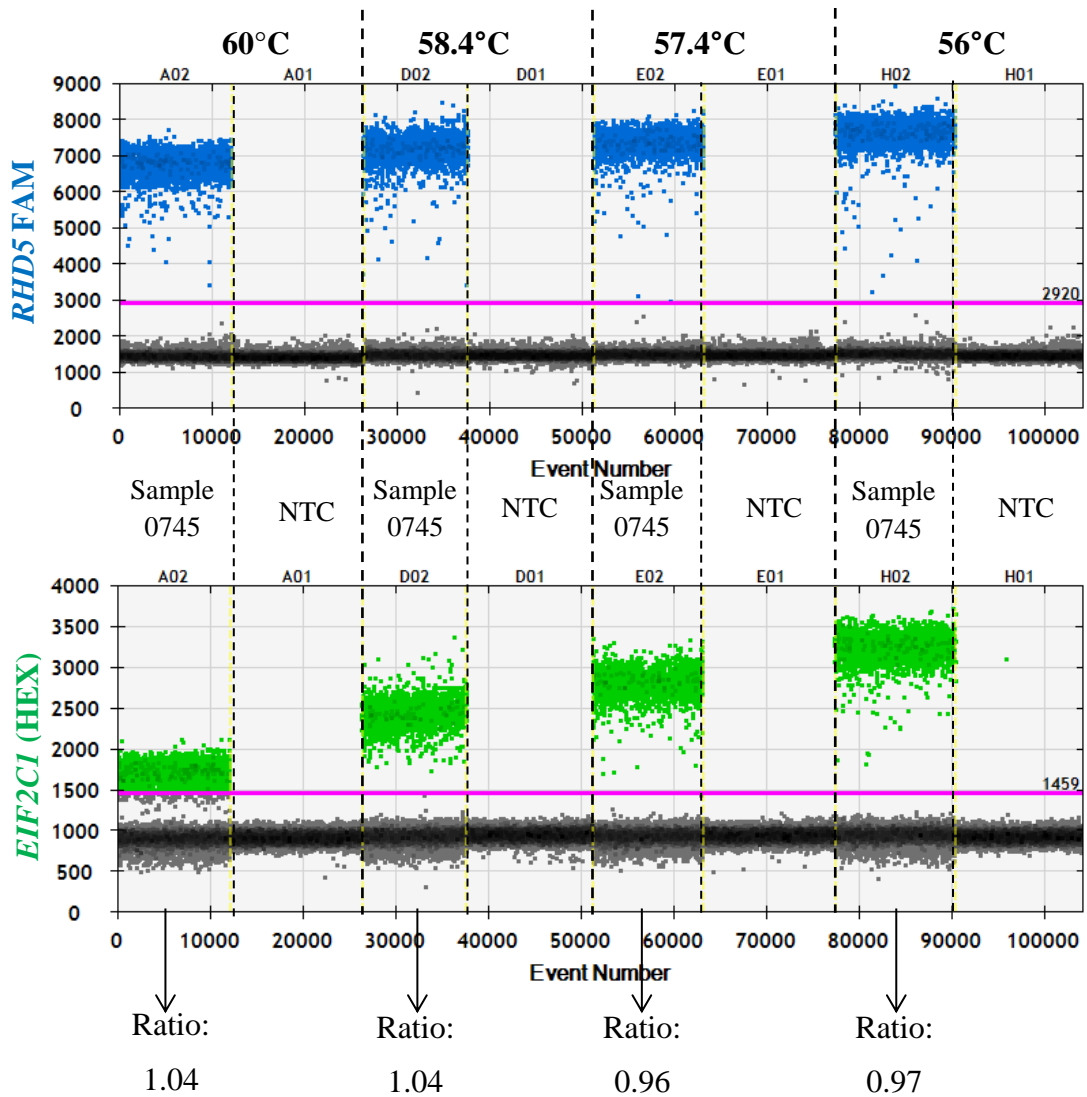 60°C 58.4°C 57.4°C 56°C
A02 A01 D02 D01 E02 E01 H02 H01
RHD5 FAM
9000
8000
7000
6000
5000
4000
3000
2920
2000
1000
0
0 10000 20000 30000 40000 50000 60000 70000 80000 90000 100000
Event Number
Sample 0745
NTC
Sample 0745
NTC
Sample 0745
NTC
Sample 0745
NTC
A02 A01 D02 D01 E02 E01 H02 H01
EIF2C1 (HEX)
4000
3500
3000
2500
2000
1500
1459
1000
500
0
0 10000 20000 30000 40000 50000 60000 70000 80000 90000 100000
Event Number
Ratio: Ratio: Ratio: Ratio:
1.04 1.04 0.96 0.97